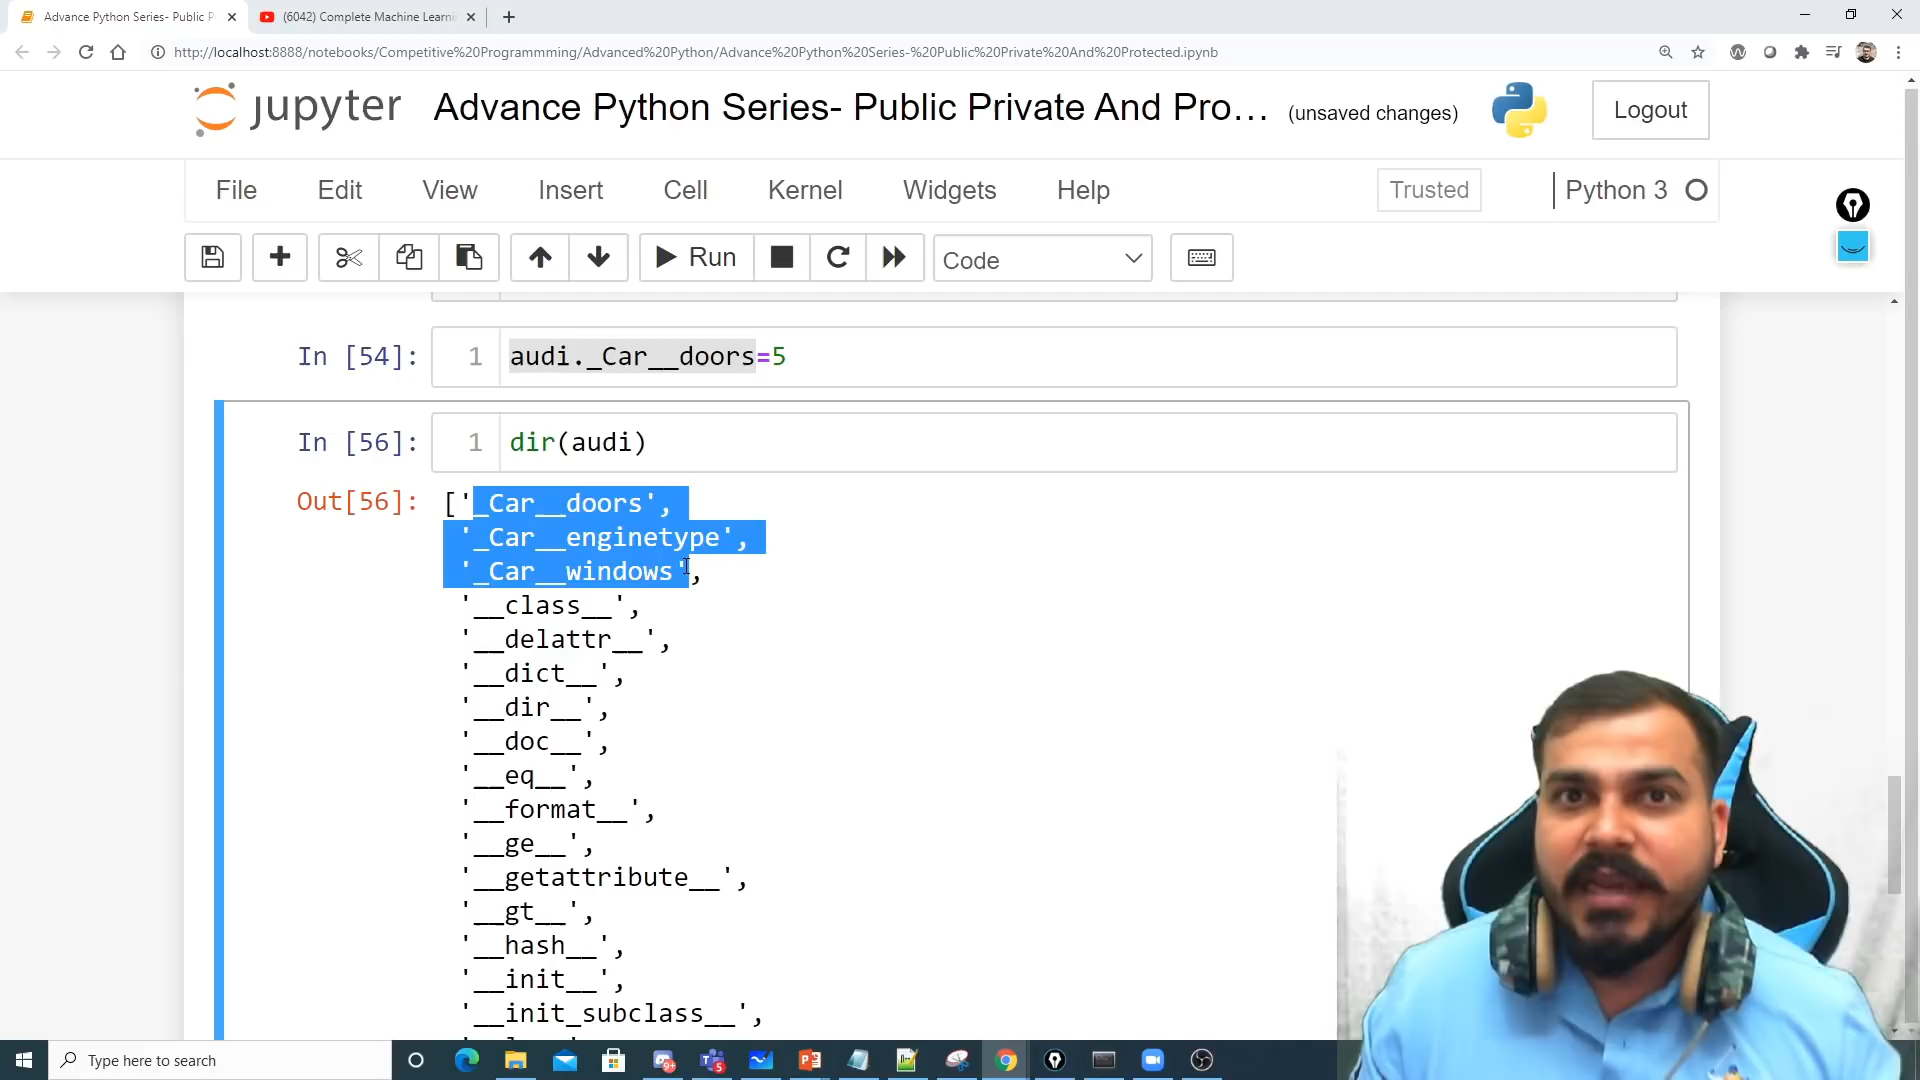 Advance Python Series- Public P
(6042) Complete Machine Learni
http://localhost:8888/notebooks/Competitive%20Programmming/Advanced%20Python/Advance%20Python%20Series-%20Public%20Private%20And%20Protected.ipynb
jupyter Advance Python Series- Public Private And Pro... (unsaved changes) Logout
File Edit View Insert Cell Kernel Widgets Help Trusted Python 3
Run Code
In [54]: 1 audi._Car__doors=5
In [56]: 1 dir(audi)
Out[56]: ['_Car__doors',
'_Car__enginetype',
'_Car__windows',
'__class__',
'__delattr__',
'__dict__',
'__dir__',
'__doc__',
'__eq__',
'__format__',
'__ge__',
'__getattribute__',
'__gt__',
'__hash__',
'__init__',
'__init_subclass__',
Type here to search